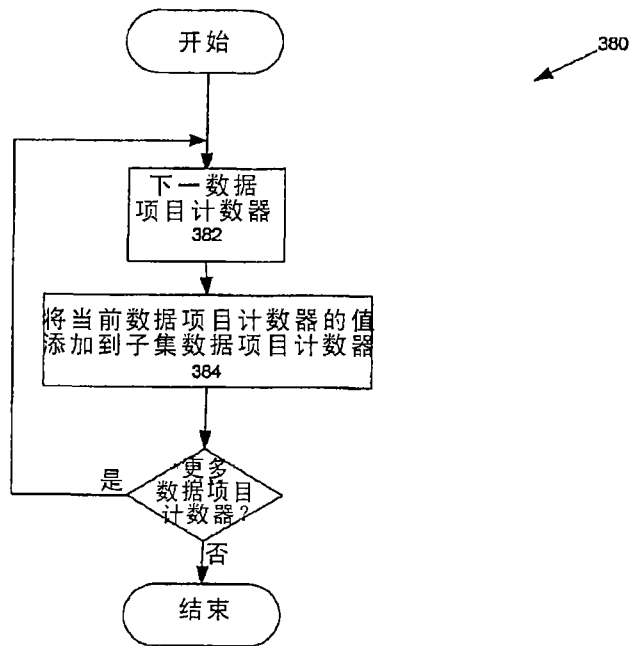 开始
380
下一数据
项目计数器
382
将当前数据项目计数器的值
添加到子集数据项目计数器
384
更多
数据项目
计数器?
是
否
结束